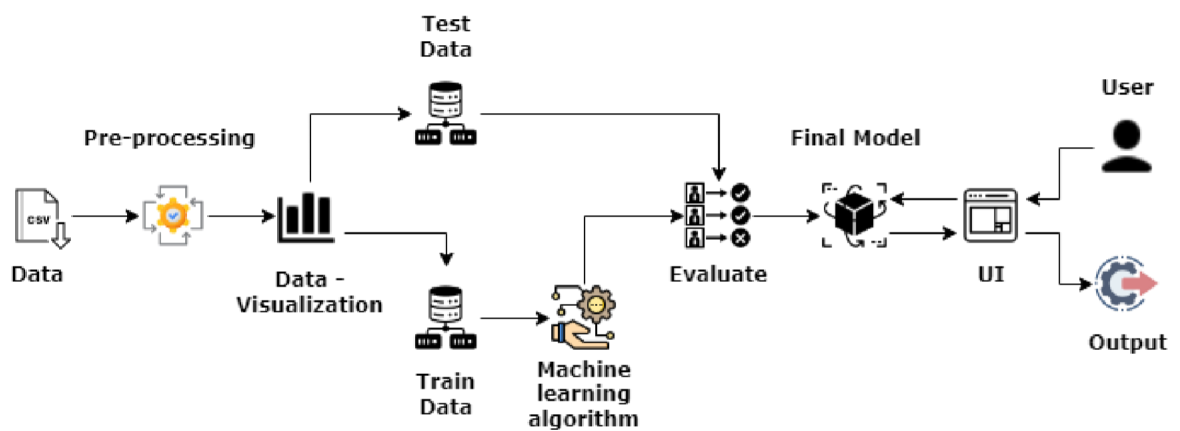 Test
Data
User
Pre-processing
Final Model
CSV
Data
Data -
Visualization
Evaluate
UI
Output
Train
Data
Machine
learning
algorithm